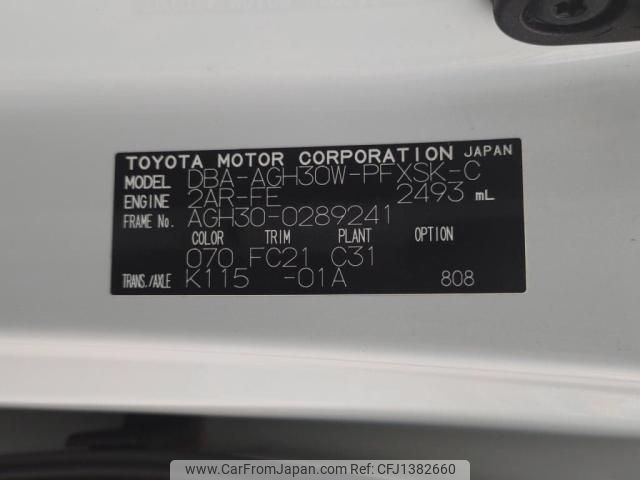 TOYOTA MOTOR CORPORATION JAPAN
MODEL DBA-AGH30W-PFXSK-C
ENGINE 2AR-FE 2493 mL
FRAME No. AGH30-0289241
COLOR TRIM PLANT OPTION
070 FC21 C31
TRANS./AXLE K115 -01A 808
www.CarFromJapan.com CFJ1382660